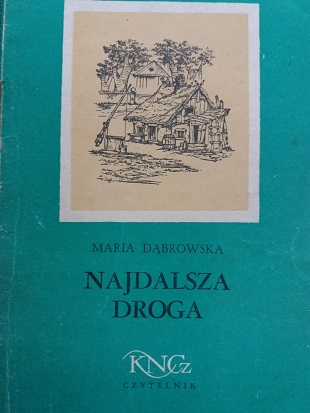 MARIA DĄBROWSKA
NAJDALSZA
DROGA
KNCz
CZYTELNIK